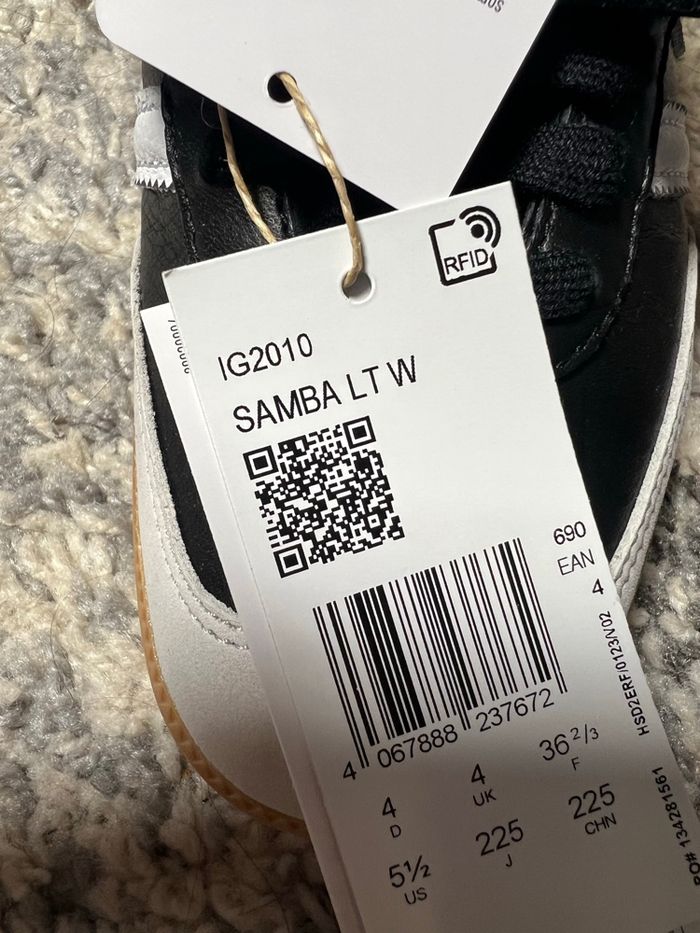 RFID
IG2010
SAMBA LT W
690
EAN
4
HSD2ERF/0123/V02
4 067888 237672
4 4 36 2/3
D UK F
5½ 225 225
US J CHN
PO# 134281561